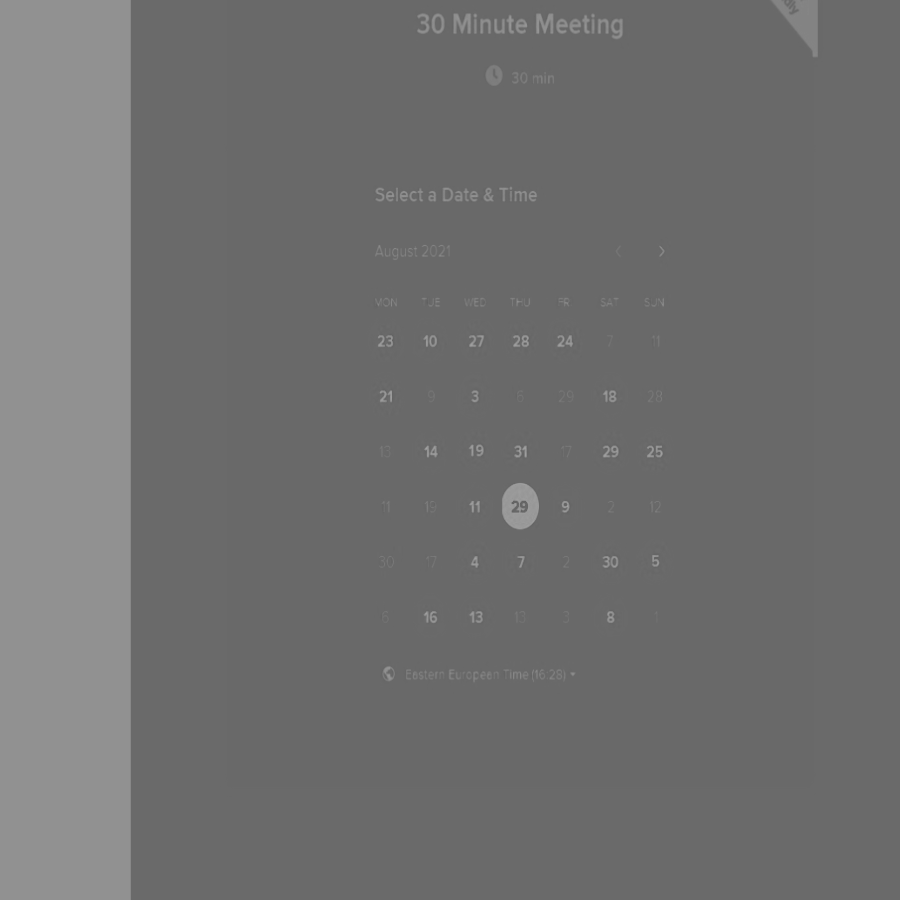 30 Minute Meeting
30 min
Select a Date & Time
August 2021
MON TUE WED THU FRI SAT SUN
23 10 27 28 24 7 11
21 9 3 6 29 18 28
13 14 19 31 17 29 25
11 19 11 29 9 2 12
30 17 4 7 2 30 5
6 16 13 13 3 8 1
Eastern European Time (16:28)